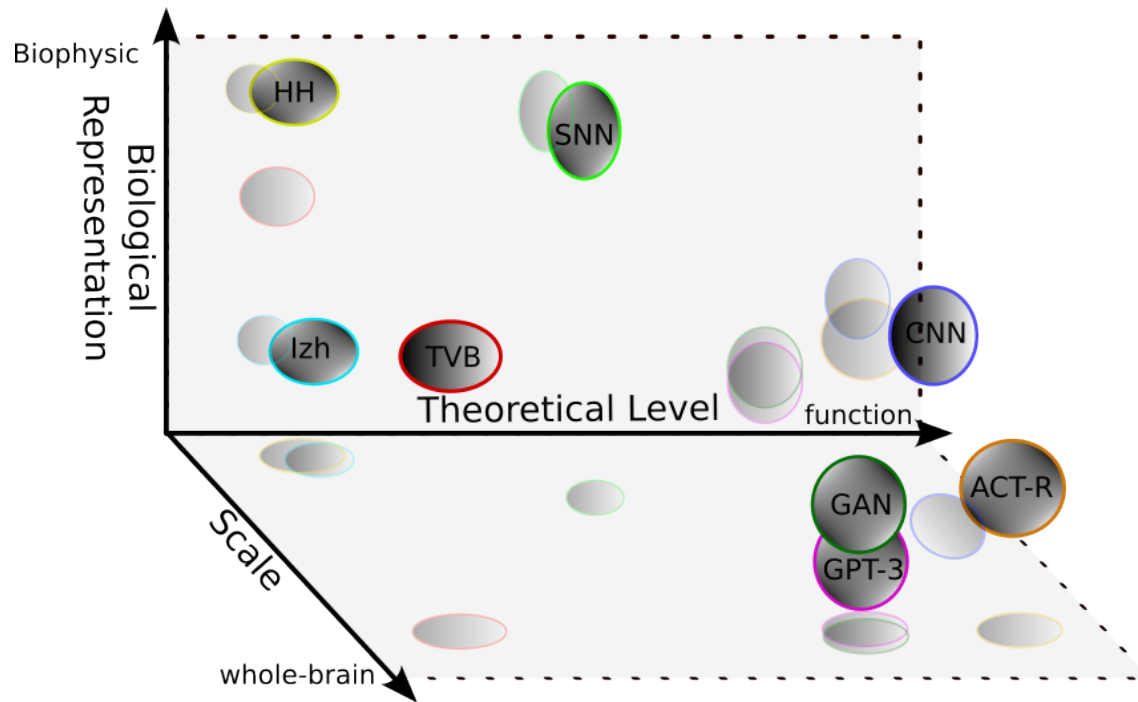 Biophysic
Biological
Representation
HH
SNN
Izh
TVB
CNN
Theoretical Level
function
GAN
ACT-R
GPT-3
Scale
whole-brain